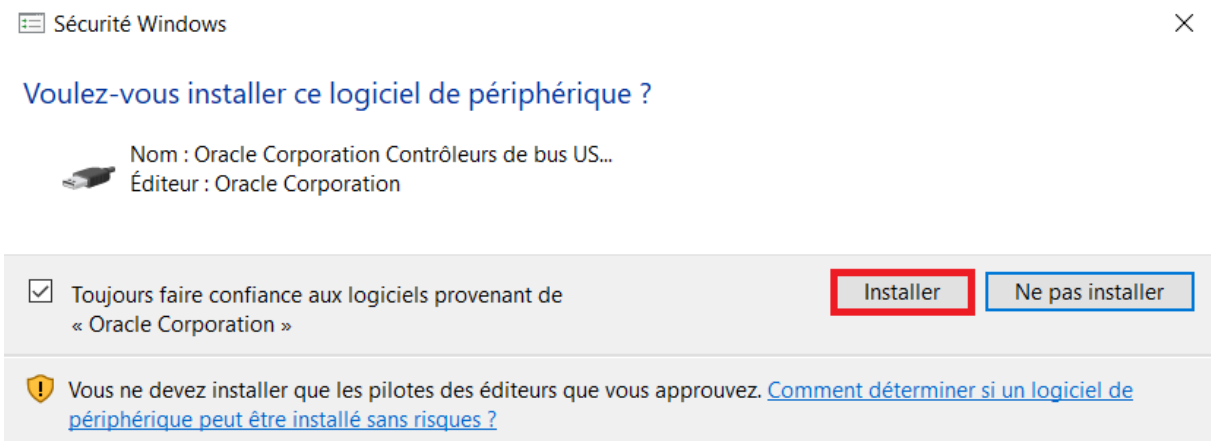 Sécurité Windows
Voulez-vous installer ce logiciel de périphérique ?
Nom : Oracle Corporation Contrôleurs de bus US...
Éditeur : Oracle Corporation
Toujours faire confiance aux logiciels provenant de
« Oracle Corporation »
Installer
Ne pas installer
Vous ne devez installer que les pilotes des éditeurs que vous approuvez. Comment déterminer si un logiciel de
périphérique peut être installé sans risques ?